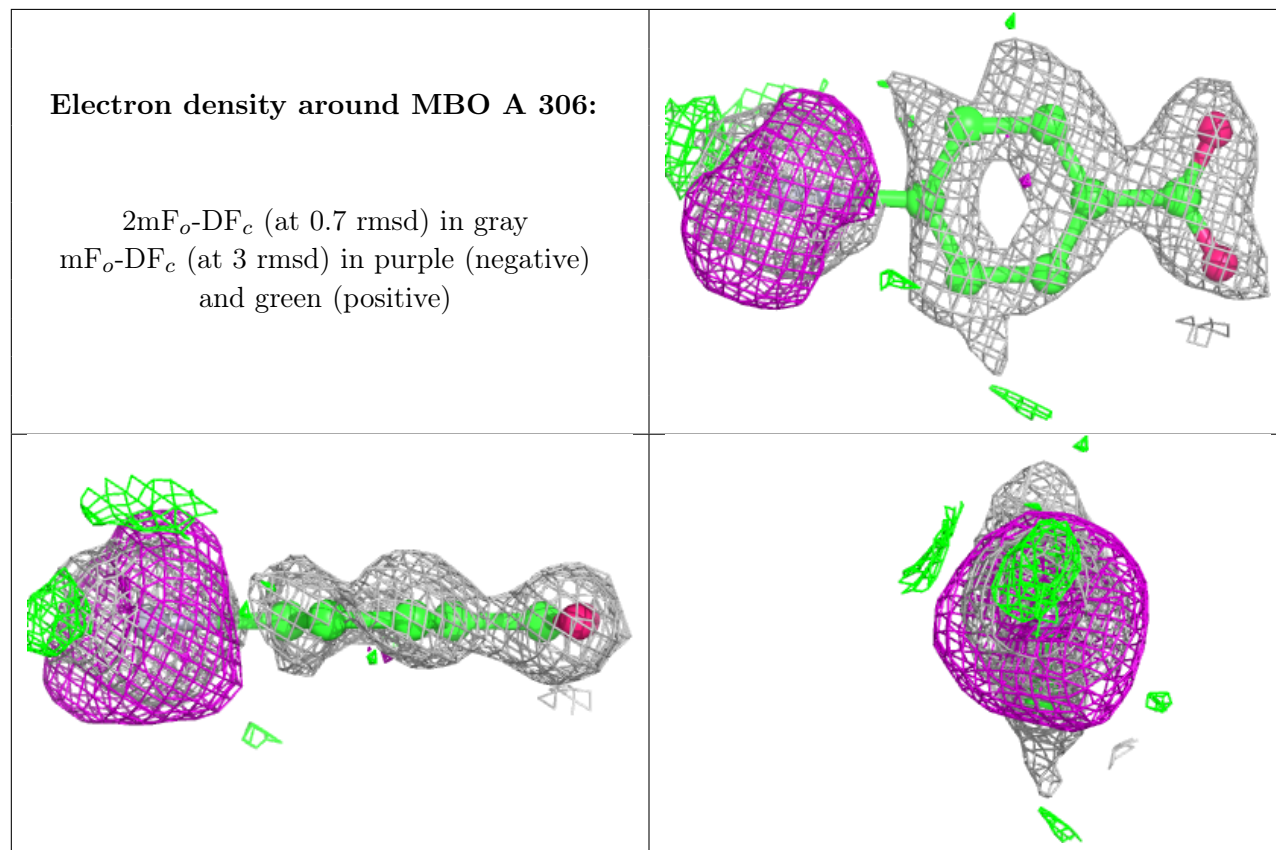 Electron density around MBO A 306:
2mFₒ-DF𝑐 (at 0.7 rmsd) in gray
mFₒ-DF𝑐 (at 3 rmsd) in purple (negative)
and green (positive)